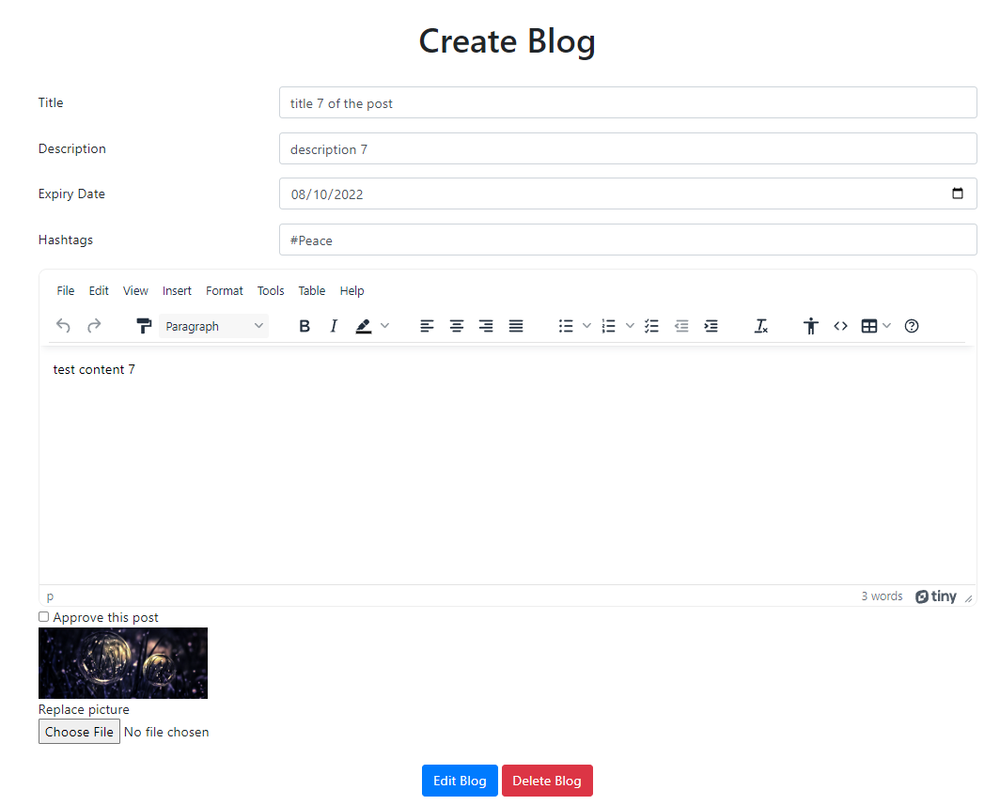 Create Blog
Title title 7 of the post
Description description 7
Expiry Date 08/10/2022
Hashtags #Peace
File Edit View Insert Format Tools Table Help
Paragraph B I
test content 7
p 3 words tiny
Approve this post
Replace picture
Choose File No file chosen
Edit Blog Delete Blog